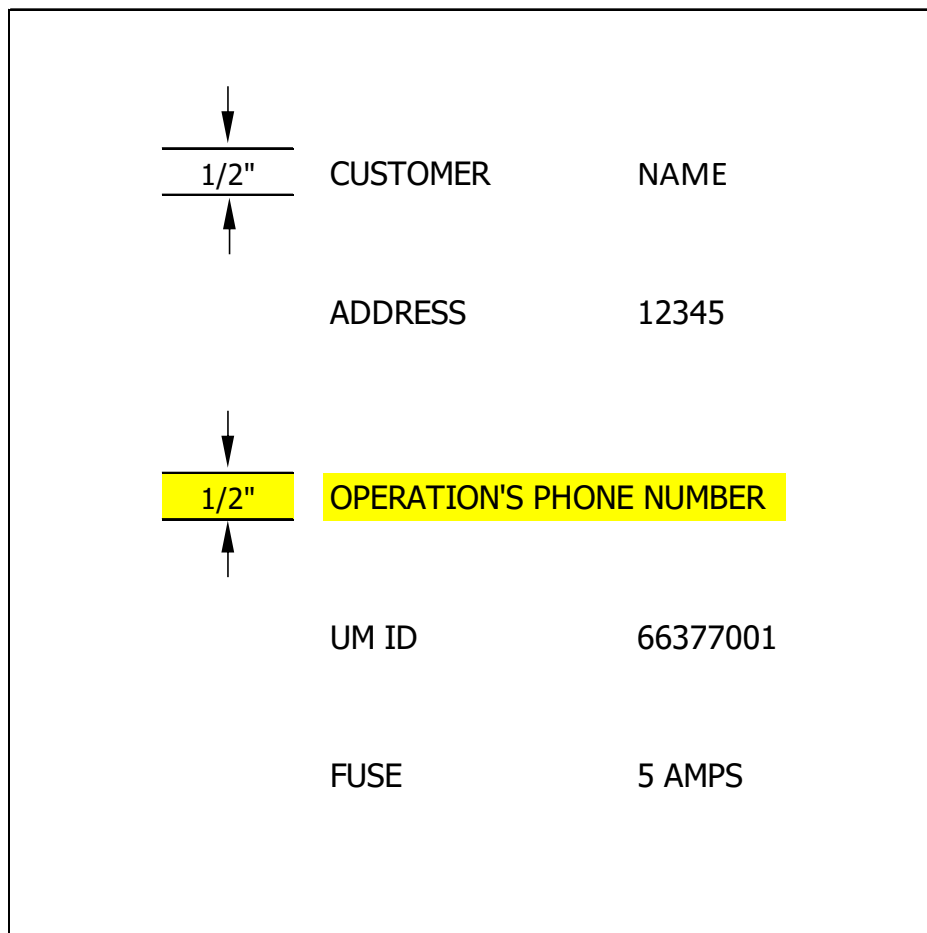 1/2" CUSTOMER NAME
ADDRESS 12345
1/2" OPERATION'S PHONE NUMBER
UM ID 66377001
FUSE 5 AMPS